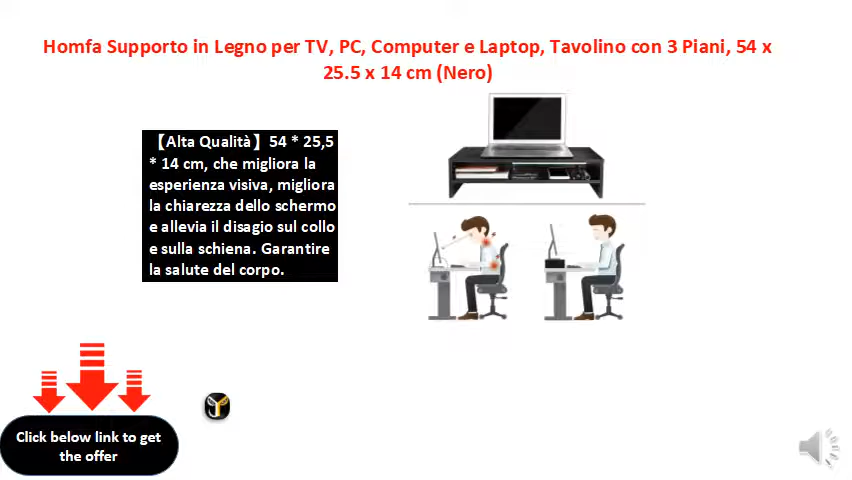 Homfa Supporto in Legno per TV, PC, Computer e Laptop, Tavolino con 3 Piani, 54 x
25.5 x 14 cm (Nero)
【Alta Qualità】54 * 25,5
* 14 cm, che migliora la
esperienza visiva, migliora
la chiarezza dello schermo
e allevia il disagio sul collo
e sulla schiena. Garantire
la salute del corpo.
Click below link to get
the offer